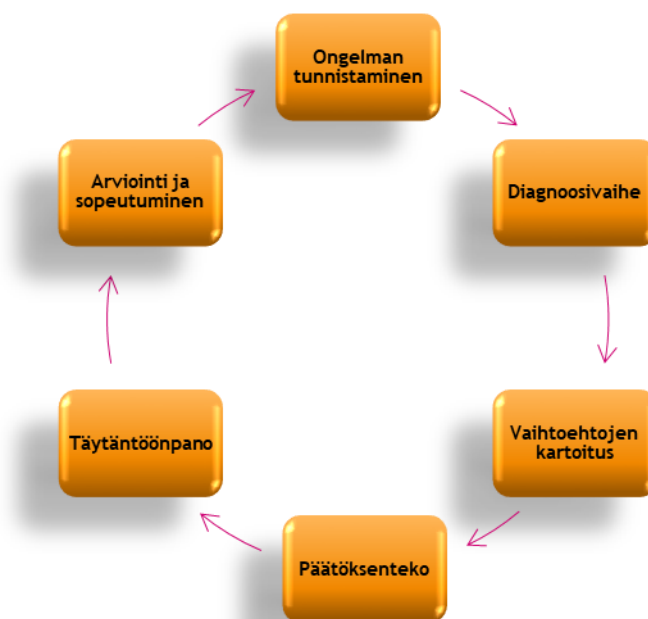 Ongelman
tunnistaminen
Diagnoosivaihe
Vaihtoehtojen
kartoitus
Päätöksenteko
Täytäntöönpano
Arviointi ja
sopeutuminen